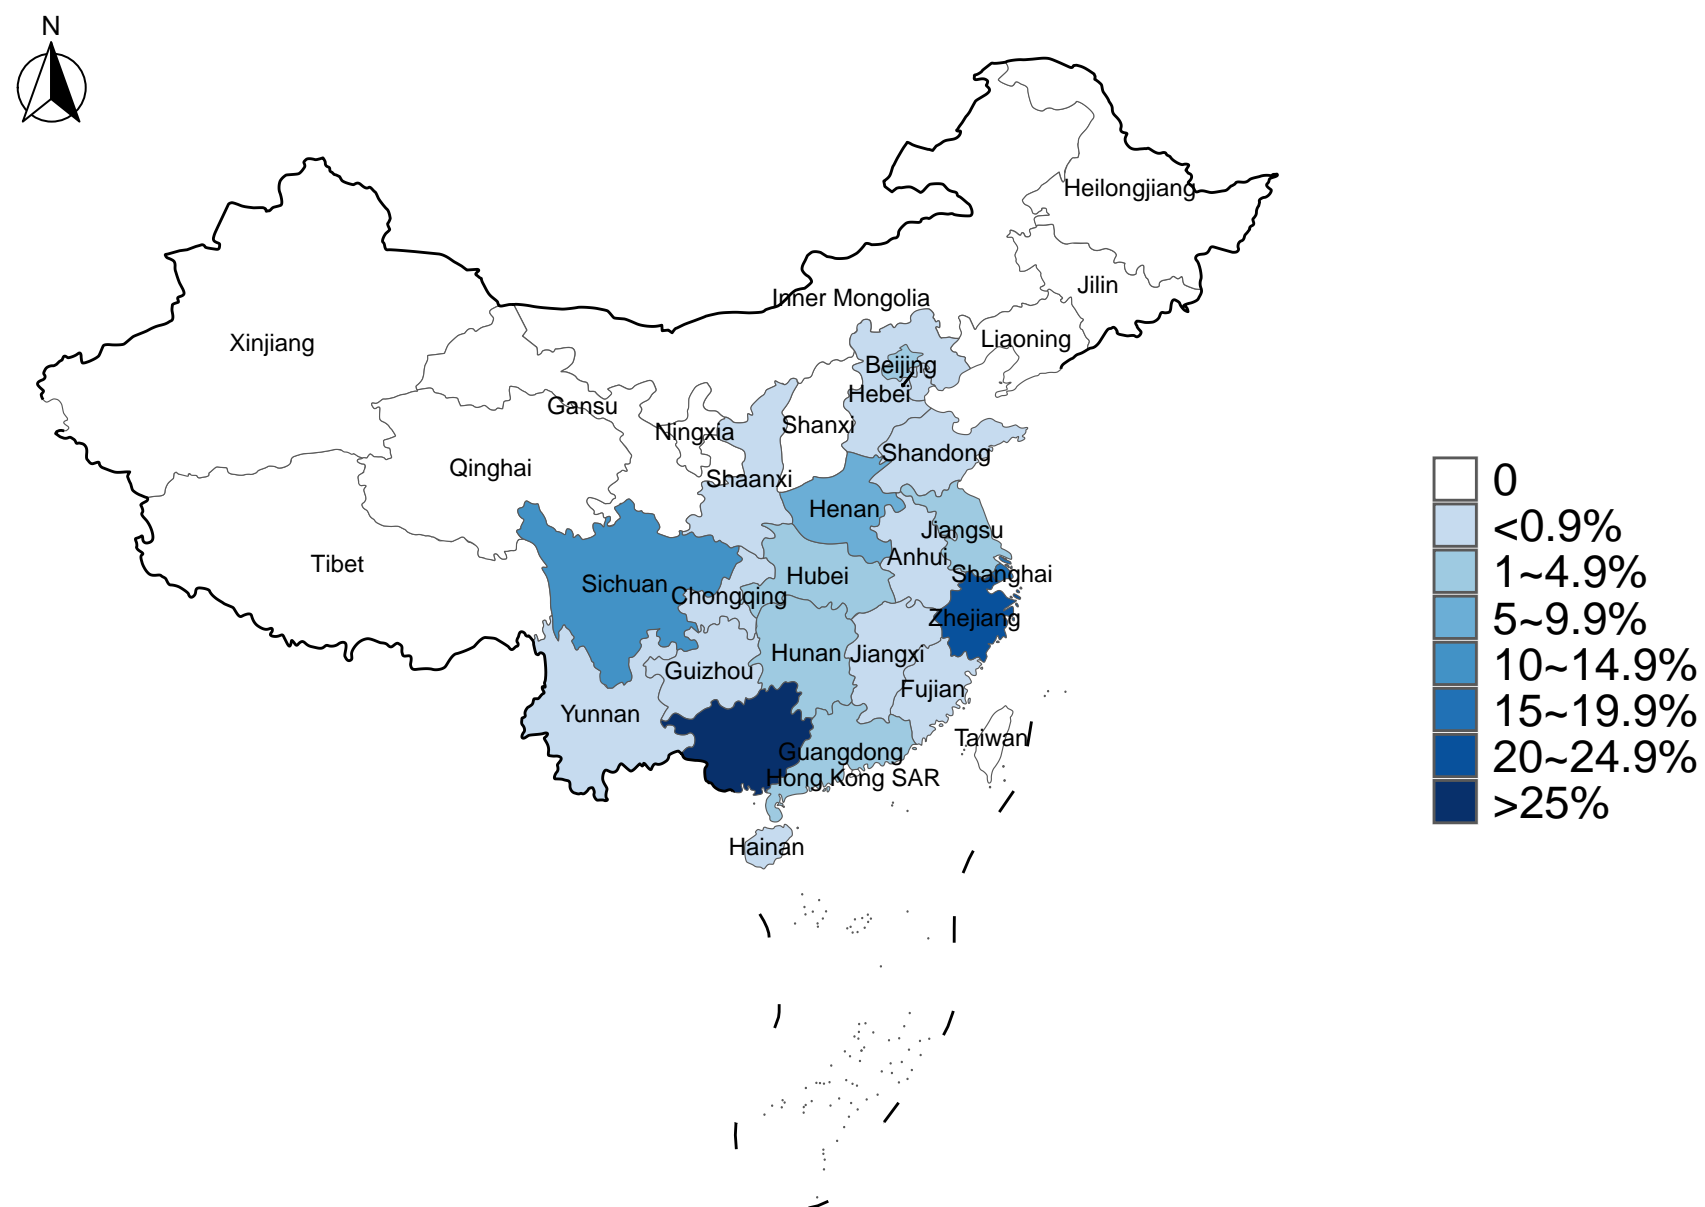 N
Heilongjiang
Jilin
Inner Mongolia
Liaoning
Xinjiang
Beijing
Hebei
Gansu
Ningxia
Shanxi
Shandong
Qinghai
Shaanxi
Henan
Jiangsu
Anhui
Tibet
Shanghai
Hubei
Sichuan
Chongqing
Zhejiang
Hunan
Jiangxi
Guizhou
Fujian
Yunnan
Taiwan
Guangdong
Hong Kong SAR
Hainan
0
<0.9%
1~4.9%
5~9.9%
10~14.9%
15~19.9%
20~24.9%
>25%